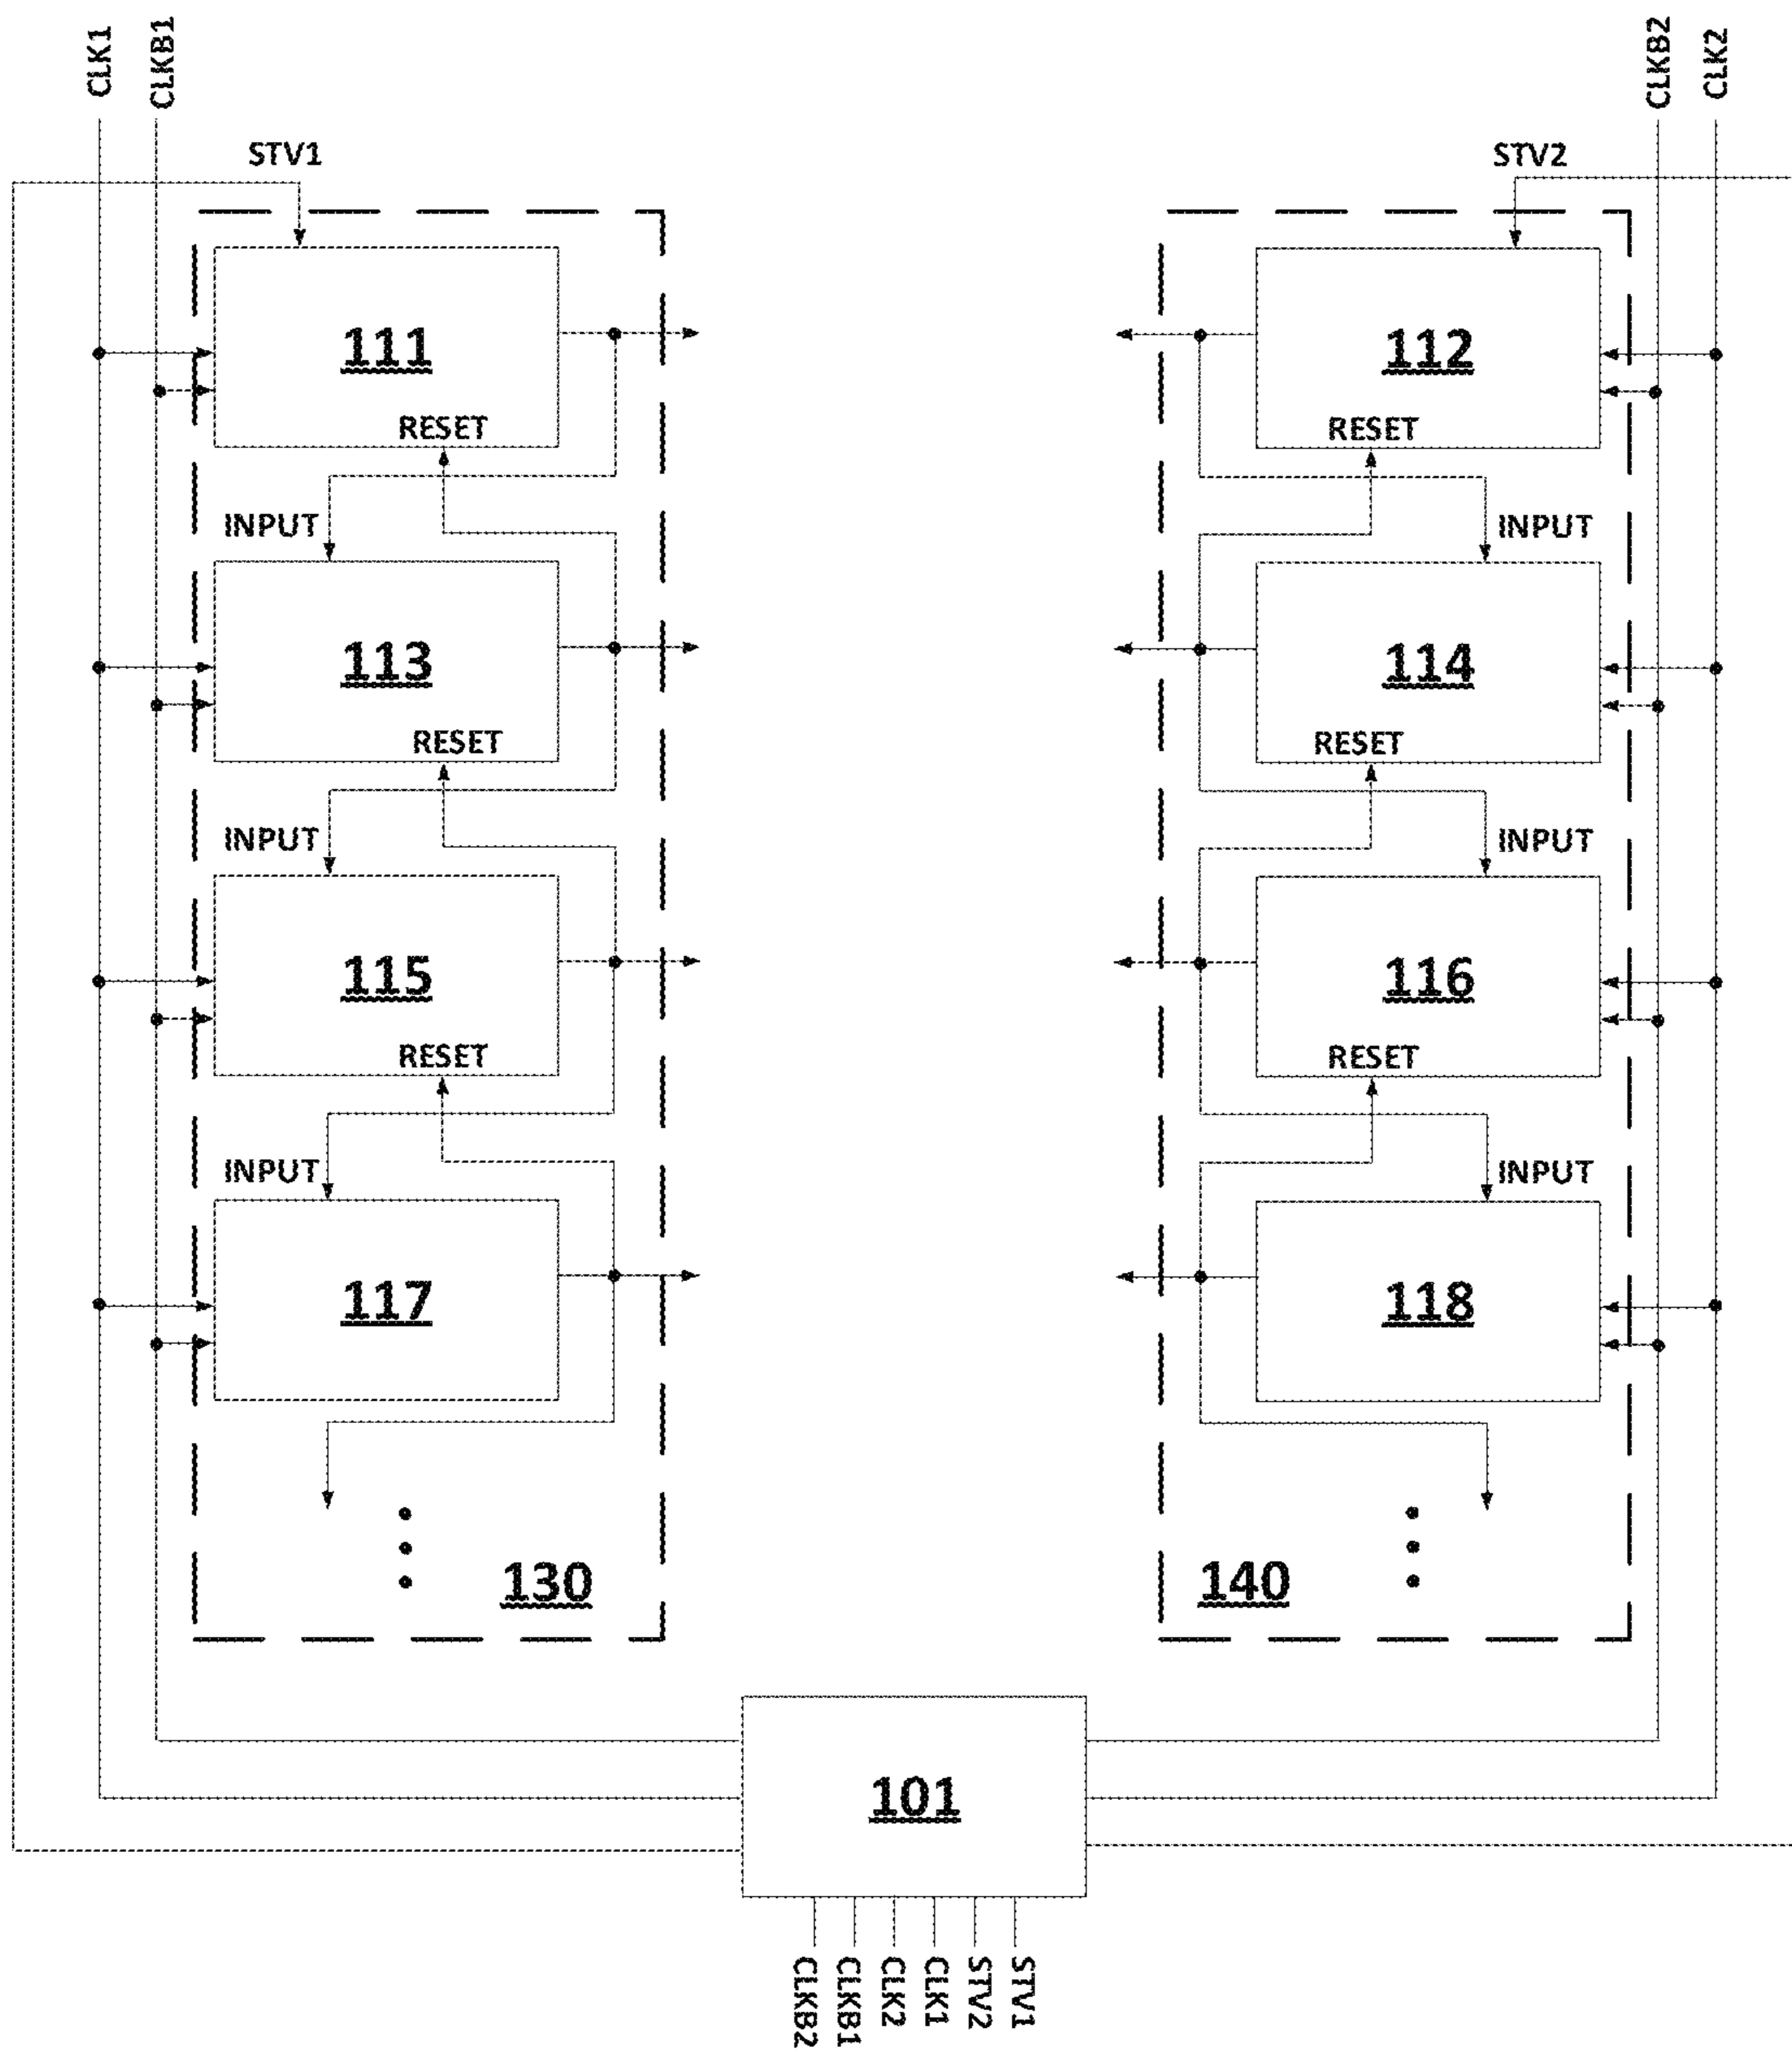 CLK1
CLKB1
CLKB2
CLK2
STV1
STV2
111
RESET
112
RESET
INPUT
INPUT
113
RESET
114
RESET
INPUT
INPUT
115
RESET
116
RESET
INPUT
INPUT
117
118
130
140
101
CLKB2
CLKB1
CLK2
CLK1
STV2
STV1